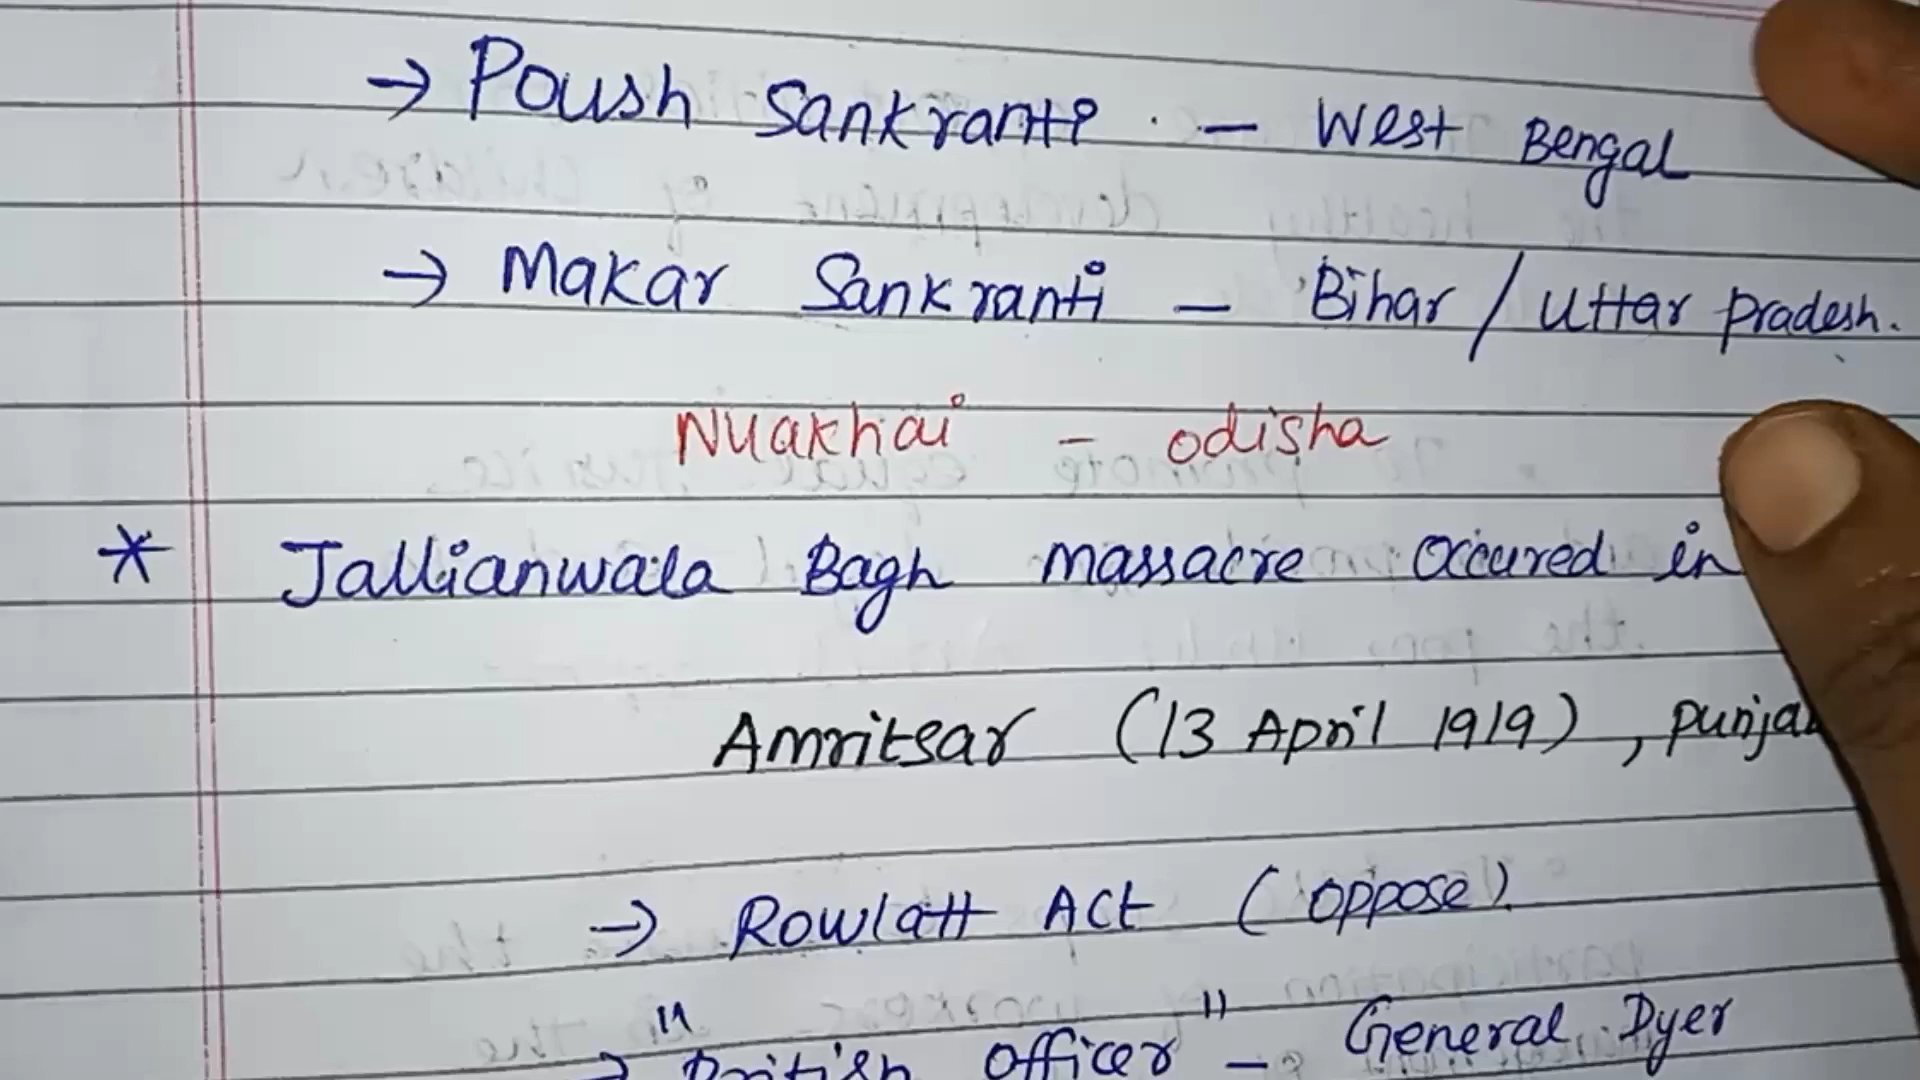 → Poush Sankranti - West Bengal
→ Makar Sankranti - Bihar / Uttar Pradesh.
Nuakhai - odisha
* Jallianwala Bagh massacre occured in
Amritsar (13 April 1919), punja
→ Rowlatt Act (oppose)
→ "British officer" - General Dyer